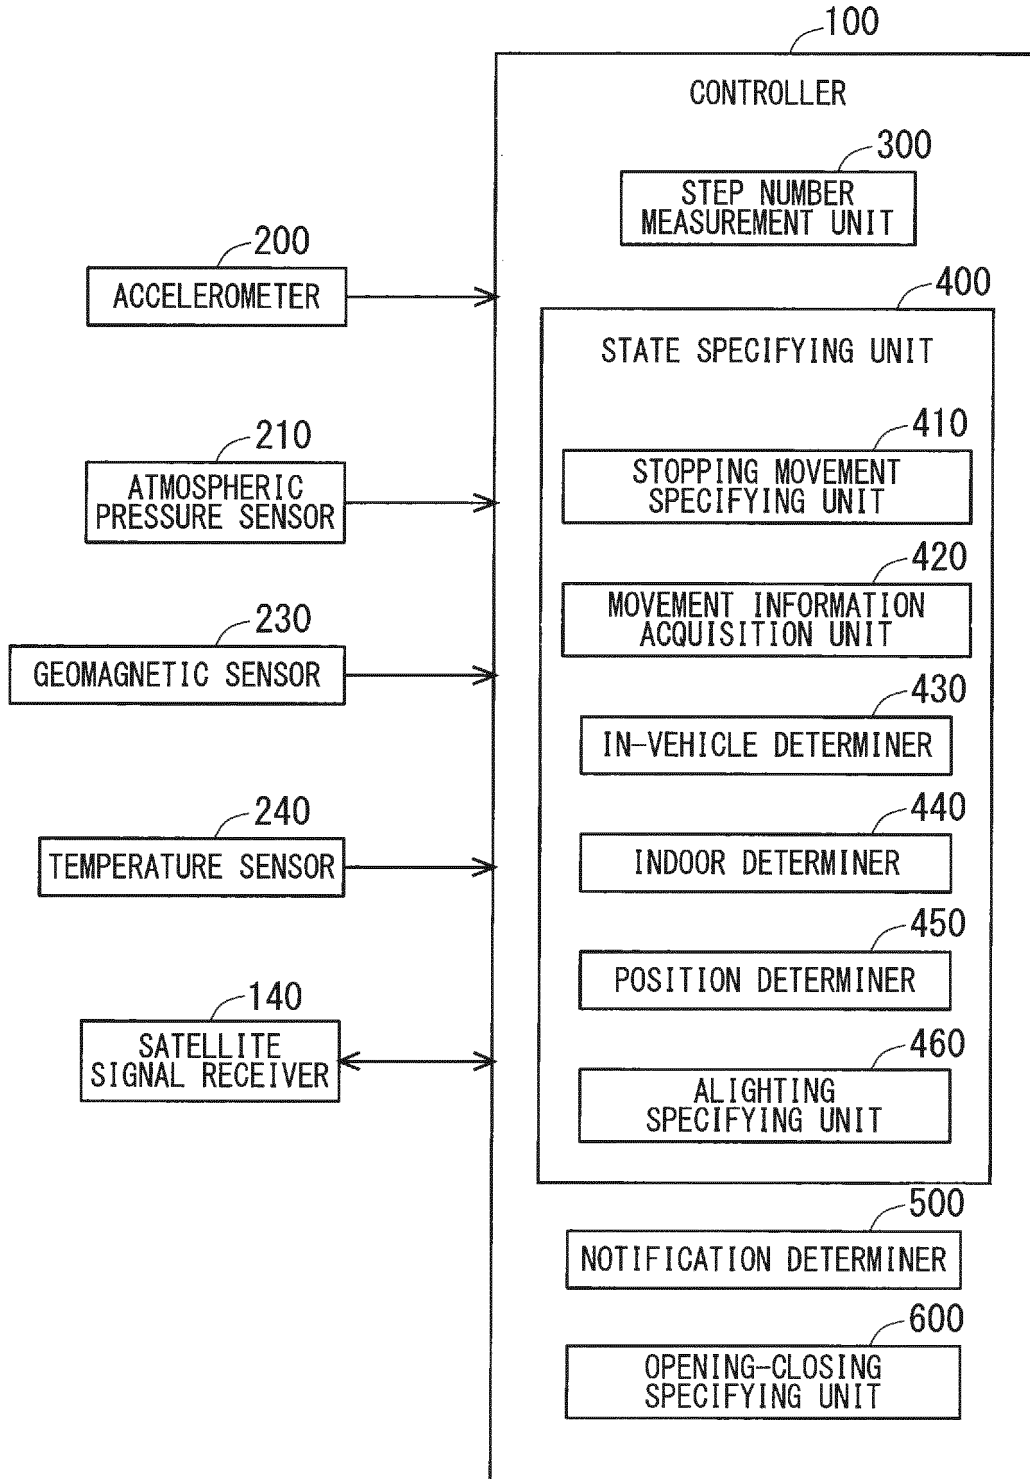 100
CONTROLLER
300
STEP NUMBER
MEASUREMENT UNIT
200
ACCELEROMETER
400
STATE SPECIFYING UNIT
210
ATMOSPHERIC
PRESSURE SENSOR
410
STOPPING MOVEMENT
SPECIFYING UNIT
420
MOVEMENT INFORMATION
ACQUISITION UNIT
230
GEOMAGNETIC SENSOR
430
IN-VEHICLE DETERMINER
240
TEMPERATURE SENSOR
440
INDOOR DETERMINER
450
POSITION DETERMINER
140
SATELLITE
SIGNAL RECEIVER
460
ALIGHTING
SPECIFYING UNIT
500
NOTIFICATION DETERMINER
600
OPENING-CLOSING
SPECIFYING UNIT